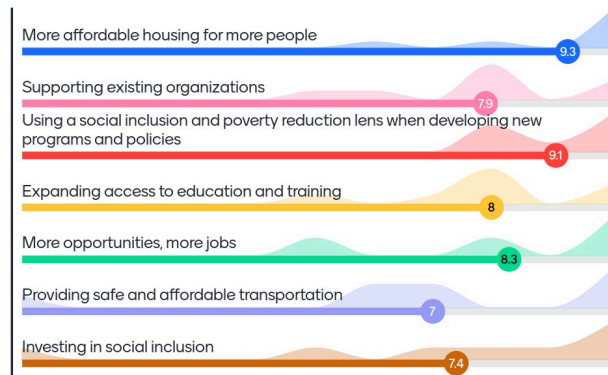 More affordable housing for more people
9.3
Supporting existing organizations
7.9
Using a social inclusion and poverty reduction lens when developing new
programs and policies
9.1
Expanding access to education and training
8
More opportunities, more jobs
8.3
Providing safe and affordable transportation
7
Investing in social inclusion
7.4